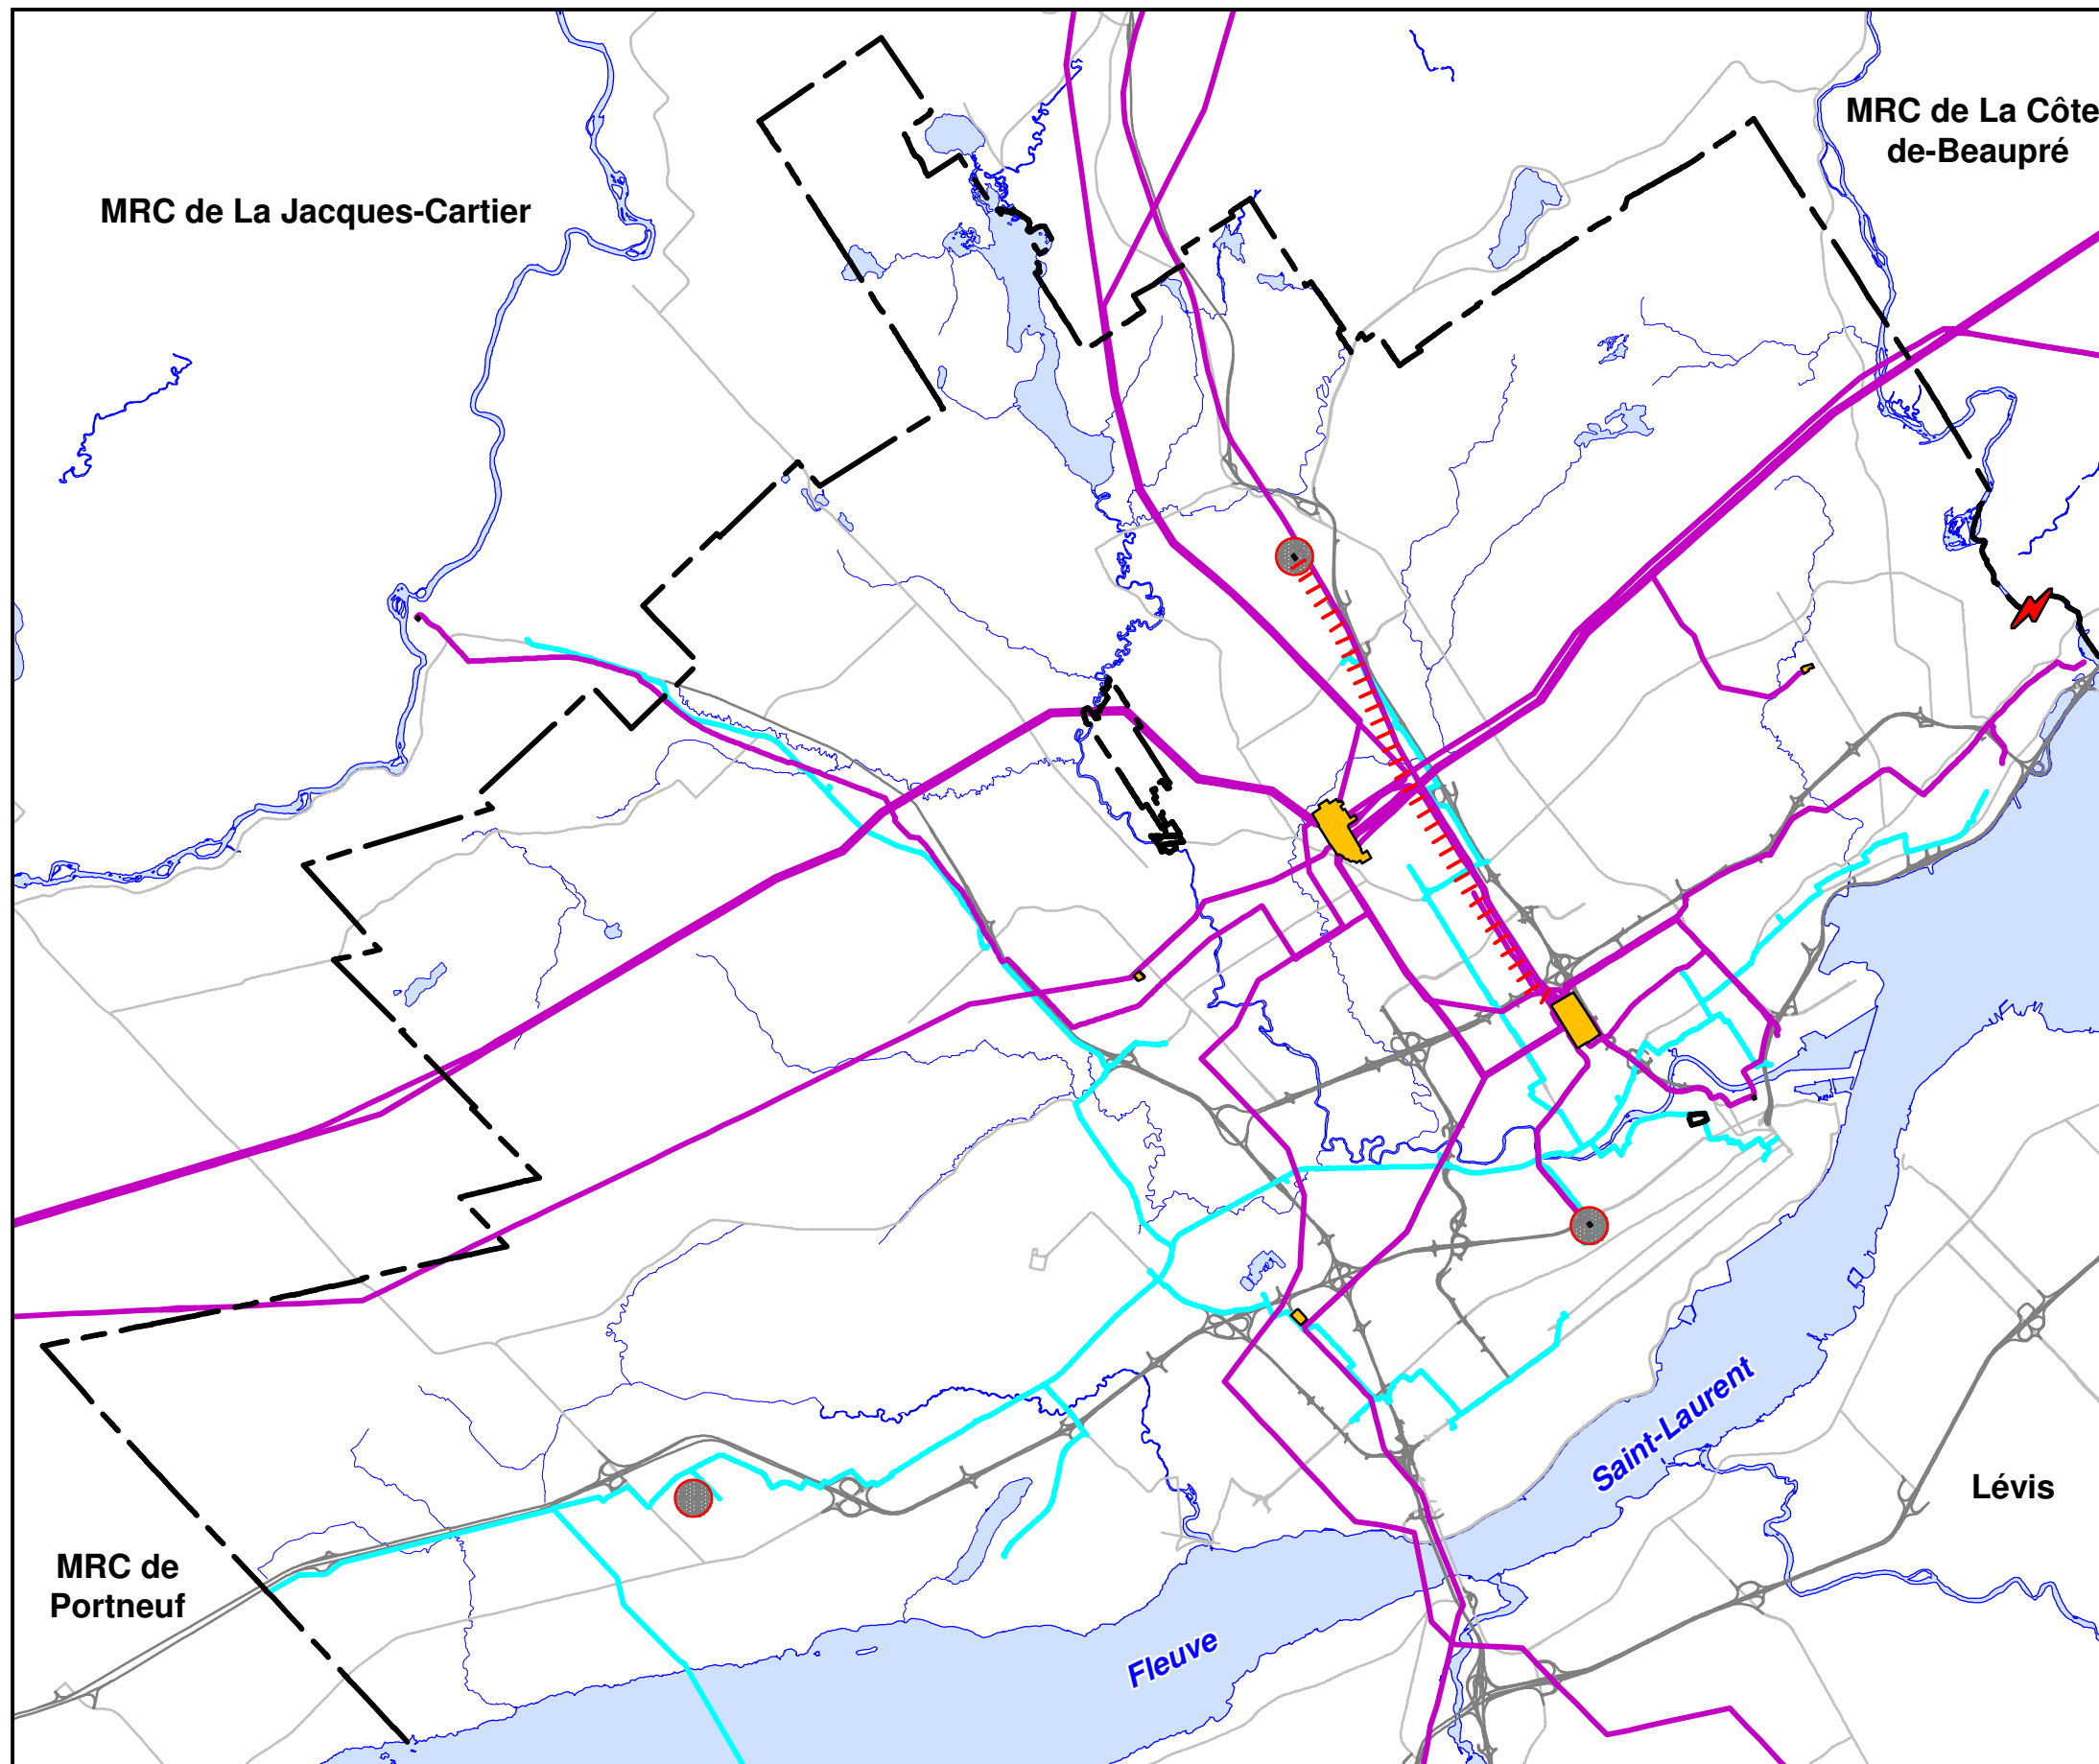 MRC de La Côte
de-Beaupré
MRC de La Jacques-Cartier
Saint-Laurent
Lévis
MRC de
Portneuf
Fleuve